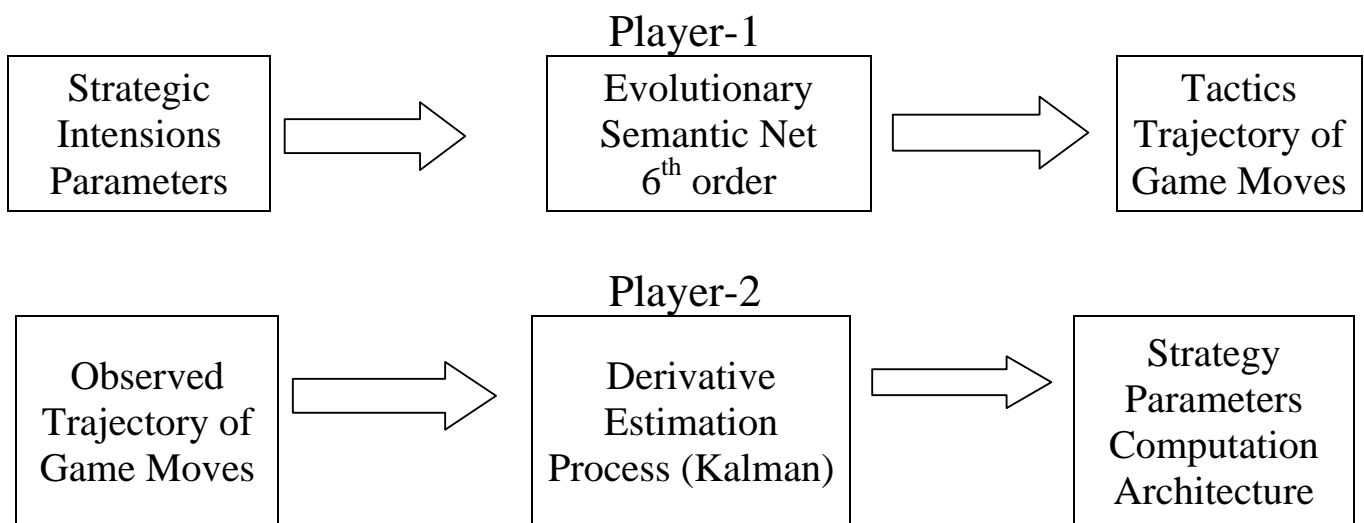 Player-1
Strategic
Intensions
Parameters
Evolutionary
Semantic Net
6th order
Tactics
Trajectory of
Game Moves
Player-2
Observed
Trajectory of
Game Moves
Derivative
Estimation
Process (Kalman)
Strategy
Parameters
Computation
Architecture